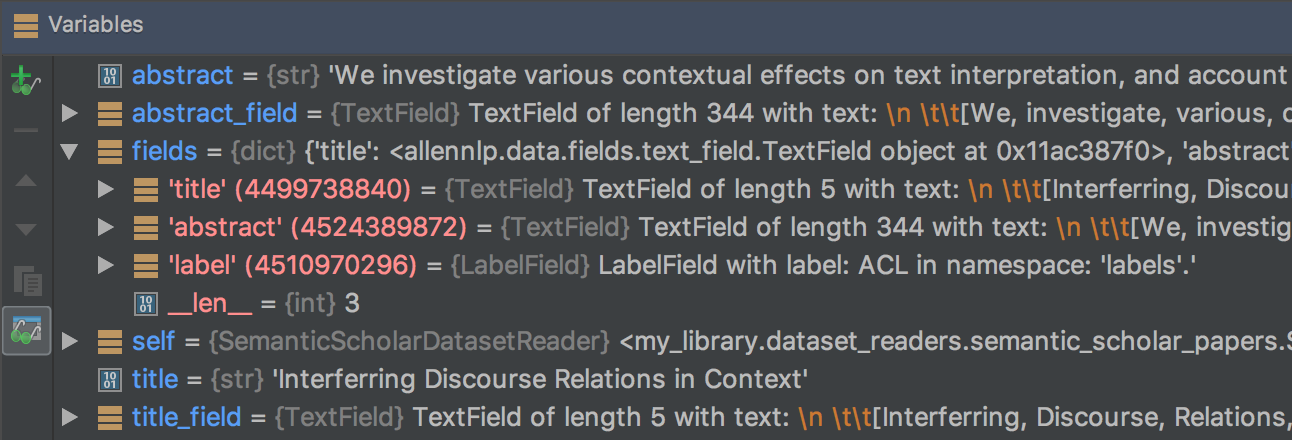 Variables
abstract = {str} 'We investigate various contextual effects on text interpretation, and account
abstract_field = {TextField} TextField of length 344 with text: \n \t\t[We, investigate, various,
fields = {dict} {'title': <allennlp.data.fields.text_field.TextField object at 0x11ac387f0>, 'abstract'
'title' (4499738840) = {TextField} TextField of length 5 with text: \n \t\t[Interferring,
'abstract' (4524389872) = {TextField} TextField of length 344 with text: \n \t\t[We,
'label' (4510970296) = {LabelField} LabelField with label: ACL in namespace: 'labels'.'
__len__ = {int} 3
self = {SemanticScholarDatasetReader} <my_library.dataset_readers.semantic_scholar_papers.
title = {str} 'Interferring Discourse Relations in Context'
title_field = {TextField} TextField of length 5 with text: \n \t\t[Interferring, Discourse, Relations,